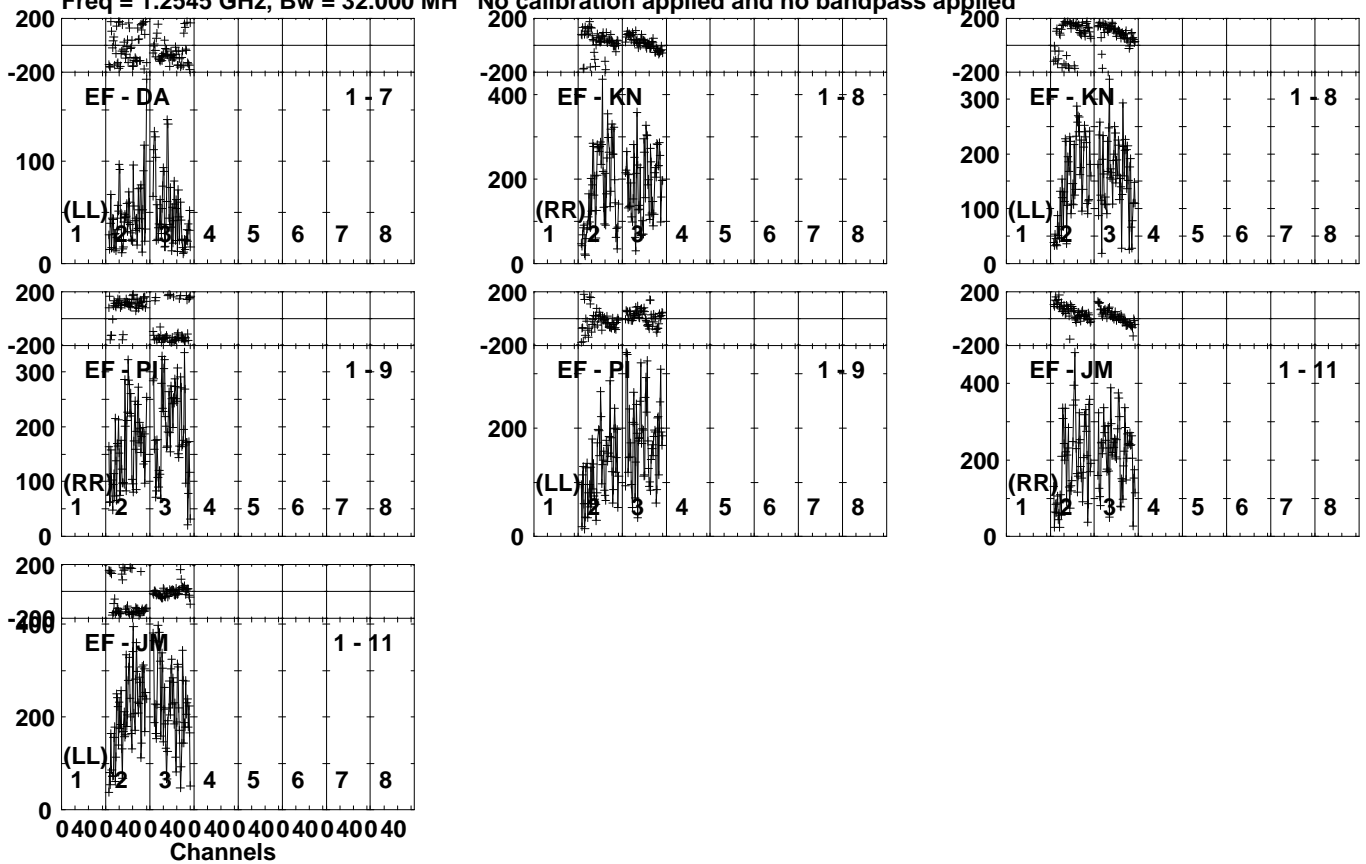 Freq = 1.2545 GHz, Bw = 32.000 MH No calibration applied and no bandpass applied
200
-200
EF - DA 1 - 7
100
(LL)
1 2 3 4 5 6 7 8
0
200
-200
400
EF - KN 1 - 8
200
(RR)
1 2 3 4 5 6 7 8
0
200
-200
300
EF - KN 1 - 8
200
100
(LL)
1 2 3 4 5 6 7 8
0
200
-200
300
EF - PI 1 - 9
200
100
(RR)
1 2 3 4 5 6 7 8
0
200
-200
EF - PI 1 - 9
200
(LL)
1 2 3 4 5 6 7 8
0
200
-200
400
EF - JM 1 - 11
200
(RR)
1 2 3 4 5 6 7 8
0
200
-200
400
EF - JM 1 - 11
200
(LL)
1 2 3 4 5 6 7 8
0
0 40 0 40 0 40 0 40 0 40 0 40 0 40 0 40
Channels